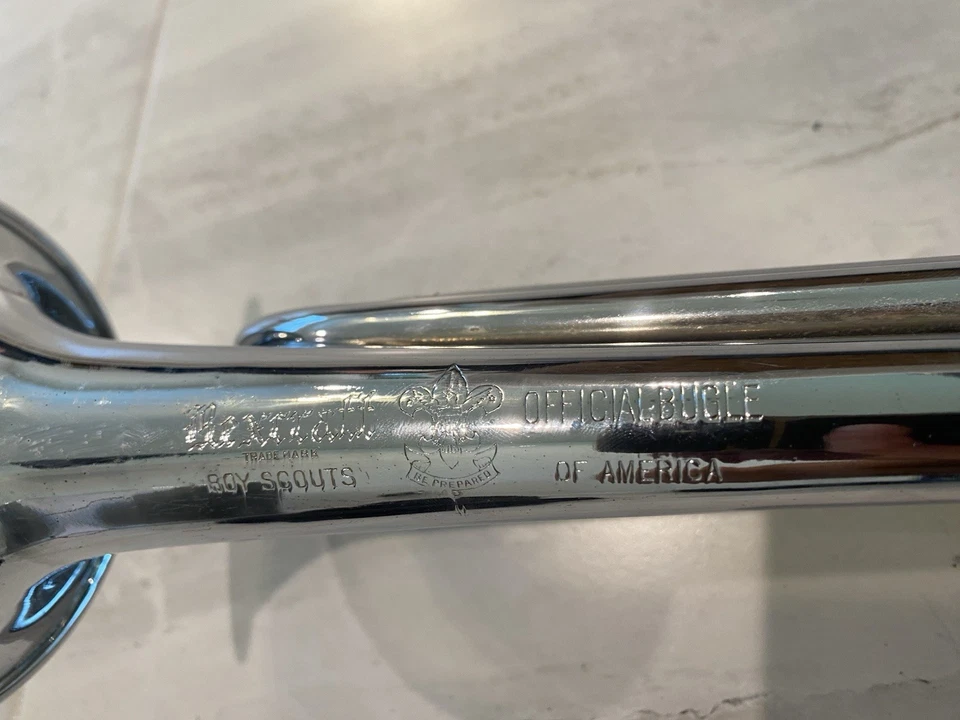 Rexcraft OFFICIAL·BUGLE
TRADE MARK
BOY SCOUTS OF AMERICA
BE PREPARED